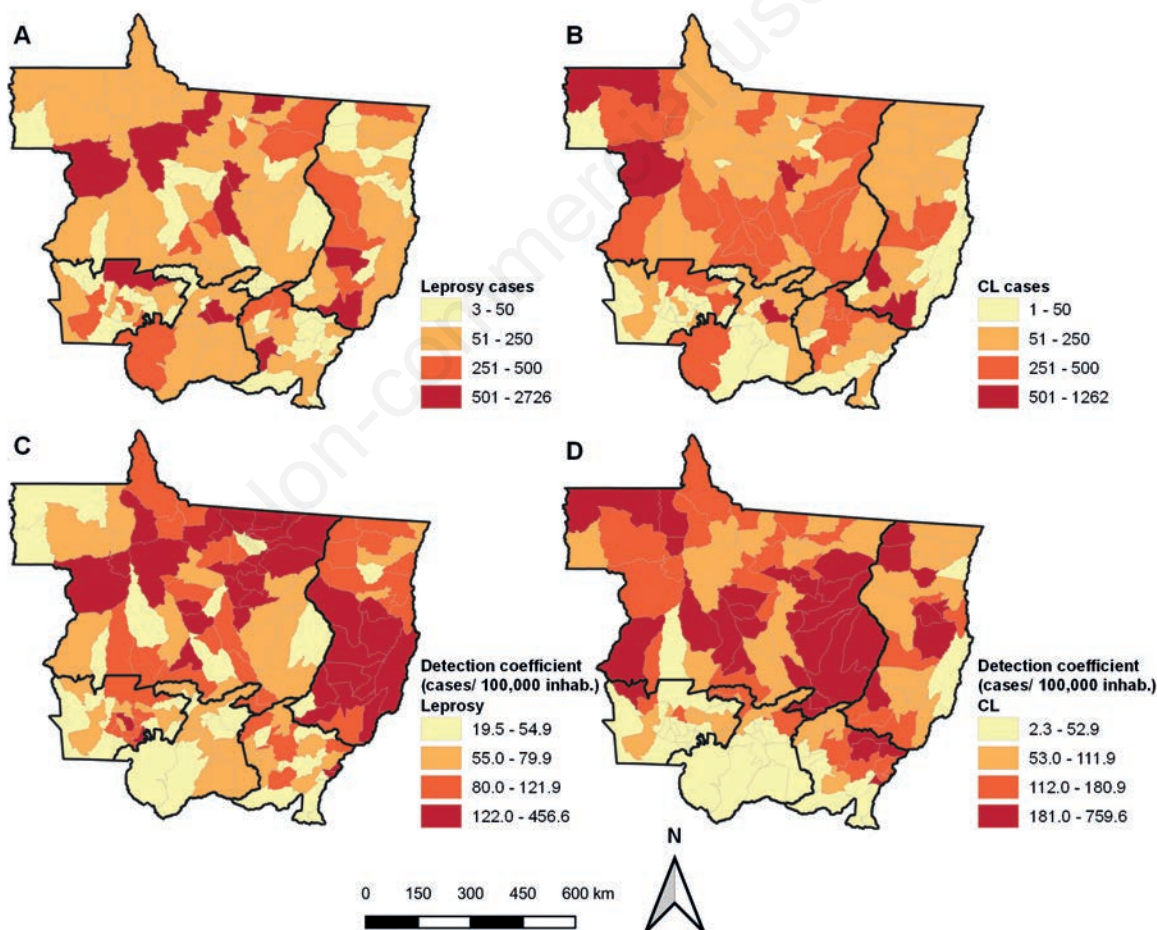 A
B
Leprosy cases
3 - 50
51 - 250
251 - 500
501 - 2726
CL cases
1 - 50
51 - 250
251 - 500
501 - 1262
C
D
Detection coefficient
(cases/ 100,000 inhab.)
Leprosy
19.5 - 54.9
55.0 - 79.9
80.0 - 121.9
122.0 - 456.6
Detection coefficient
(cases/ 100,000 inhab.)
CL
2.3 - 52.9
53.0 - 111.9
112.0 - 180.9
181.0 - 759.6
N
0 150 300 450 600 km
Non-commercial use